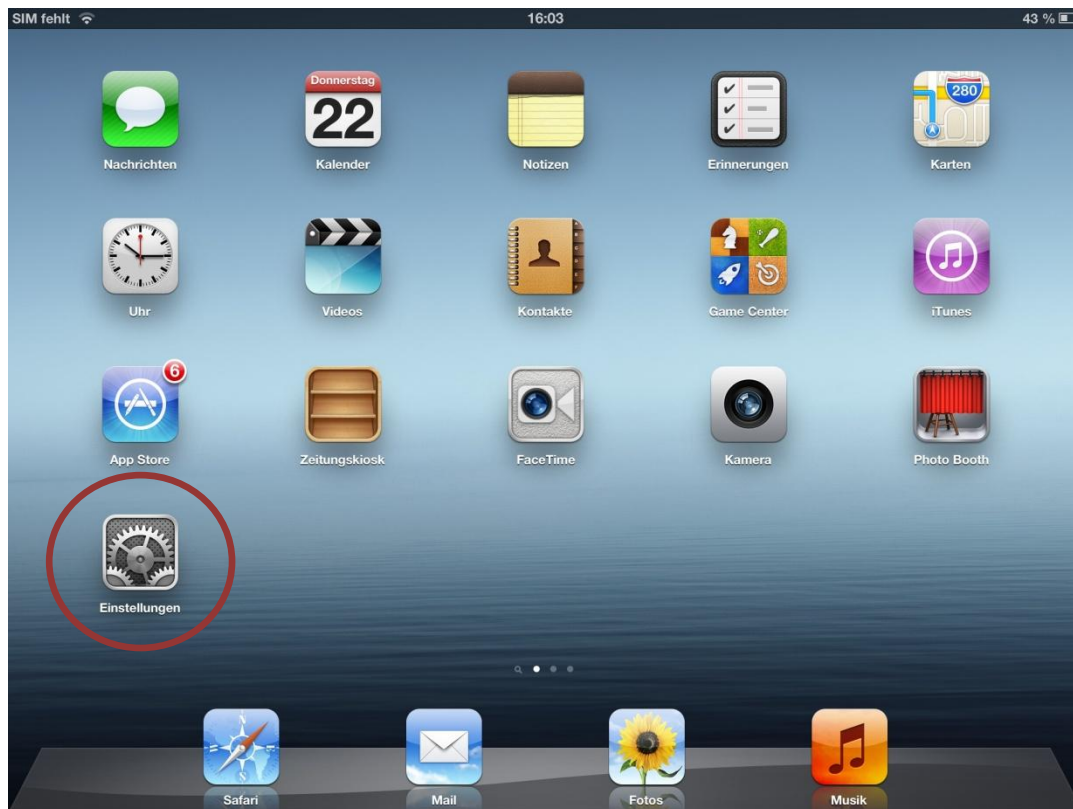 SIM fehlt 16:03 43 %
Donnerstag
22
280
Nachrichten Kalender Notizen Erinnerungen Karten
Uhr Videos Kontakte Game Center iTunes
6
App Store Zeitungskiosk FaceTime Kamera Photo Booth
Einstellungen
Safari Mail Fotos Musik